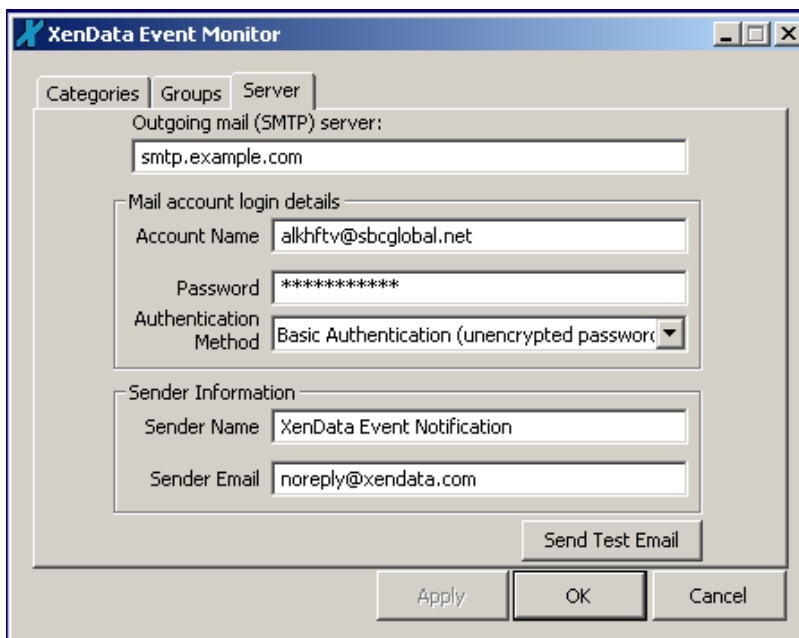 XenData Event Monitor
Categories Groups Server
Outgoing mail (SMTP) server:
smtp.example.com
Mail account login details
Account Name alkhftv@sbcglobal.net
Password ***********
Authentication
Method Basic Authentication (unencrypted password
Sender Information
Sender Name XenData Event Notification
Sender Email noreply@xendata.com
Send Test Email
Apply OK Cancel